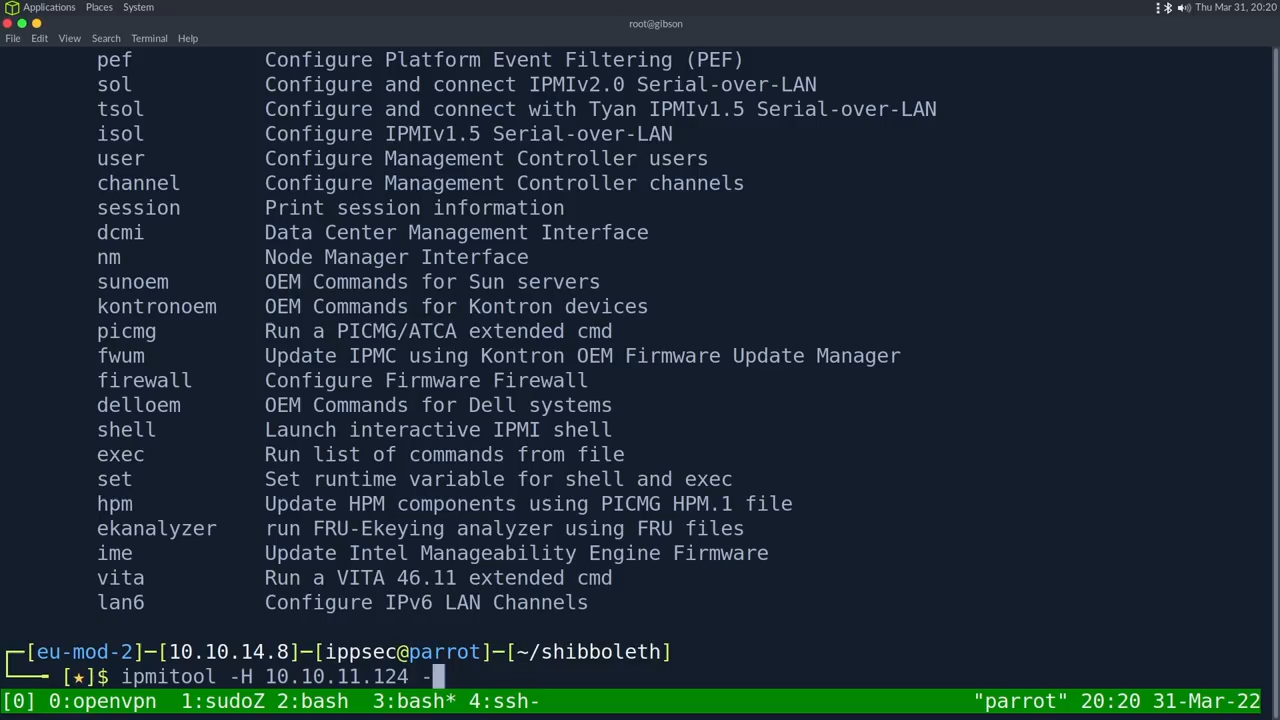 Applications Places System Thu Mar 31, 20:20
root@gibson
File Edit View Search Terminal Help
pef Configure Platform Event Filtering (PEF)
sol Configure and connect IPMIv2.0 Serial-over-LAN
tsol Configure and connect with Tyan IPMIv1.5 Serial-over-LAN
isol Configure IPMIv1.5 Serial-over-LAN
user Configure Management Controller users
channel Configure Management Controller channels
session Print session information
dcmi Data Center Management Interface
nm Node Manager Interface
sunoem OEM Commands for Sun servers
kontronoem OEM Commands for Kontron devices
picmg Run a PICMG/ATCA extended cmd
fwum Update IPMC using Kontron OEM Firmware Update Manager
firewall Configure Firmware Firewall
delloem OEM Commands for Dell systems
shell Launch interactive IPMI shell
exec Run list of commands from file
set Set runtime variable for shell and exec
hpm Update HPM components using PICMG HPM.1 file
ekanalyzer run FRU-Ekeying analyzer using FRU files
ime Update Intel Manageability Engine Firmware
vita Run a VITA 46.11 extended cmd
lan6 Configure IPv6 LAN Channels
┌─[eu-mod-2]─[10.10.14.8]─[ippsec@parrot]─[~/shibboleth]
└── [★]$ ipmitool -H 10.10.11.124 -
[0] 0:openvpn 1:sudoZ 2:bash 3:bash* 4:ssh- "parrot" 20:20 31-Mar-22